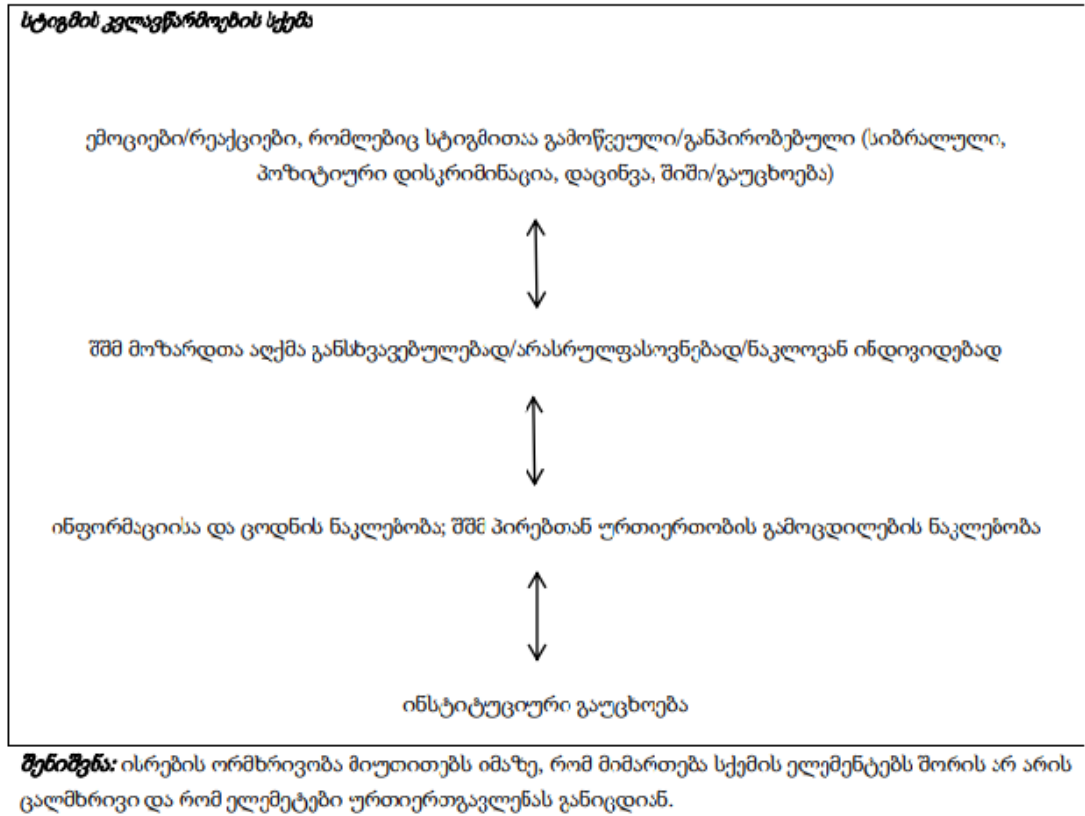 სტიგმის კვლავწარმოების სქემა
ემოციები/რეაქციები, რომლებიც სტიგმითაა გამოწვეული/განპირობებული (სიბრალული,
პოზიტიური დისკრიმინაცია, დაცინვა, შიში/გაუცხოება)
შშმ მოზარდთა აღქმა განსხვავებულებად/არასრულფასოვნებად/ნაკლოვან ინდივიდებად
ინფორმაციისა და ცოდნის ნაკლებობა; შშმ პირებთან ურთიერთობის გამოცდილების ნაკლებობა
ინსტიტუციური გაუცხოება
შენიშვნა: ისრების ორმხრივობა მიუთითებს იმაზე, რომ მიმართება სქემის ელემენტებს შორის არ არის
ცალმხრივი და რომ ელემეტები ურთიერთგავლენას განიცდიან.